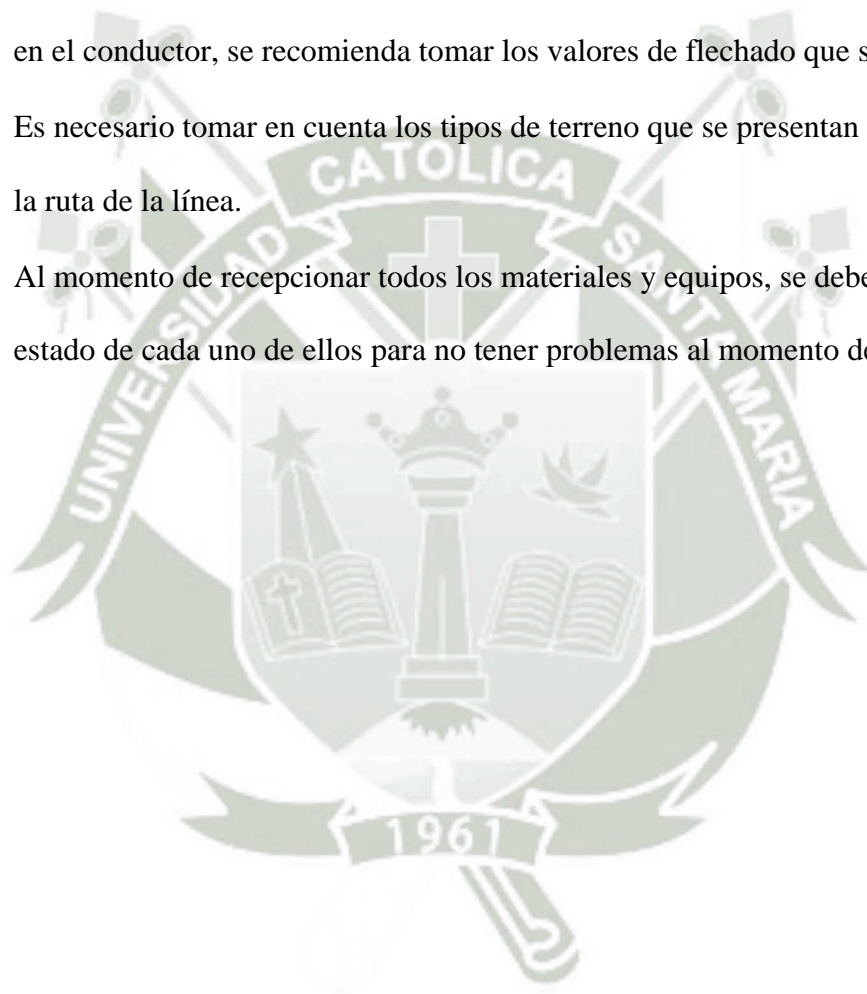 en el conductor, se recomienda tomar los valores de flechado que s
Es necesario tomar en cuenta los tipos de terreno que se presentan
la ruta de la línea.
Al momento de recepcionar todos los materiales y equipos, se debe
estado de cada uno de ellos para no tener problemas al momento de
UNIVERSIDAD CATOLICA SANTA MARIA
1961